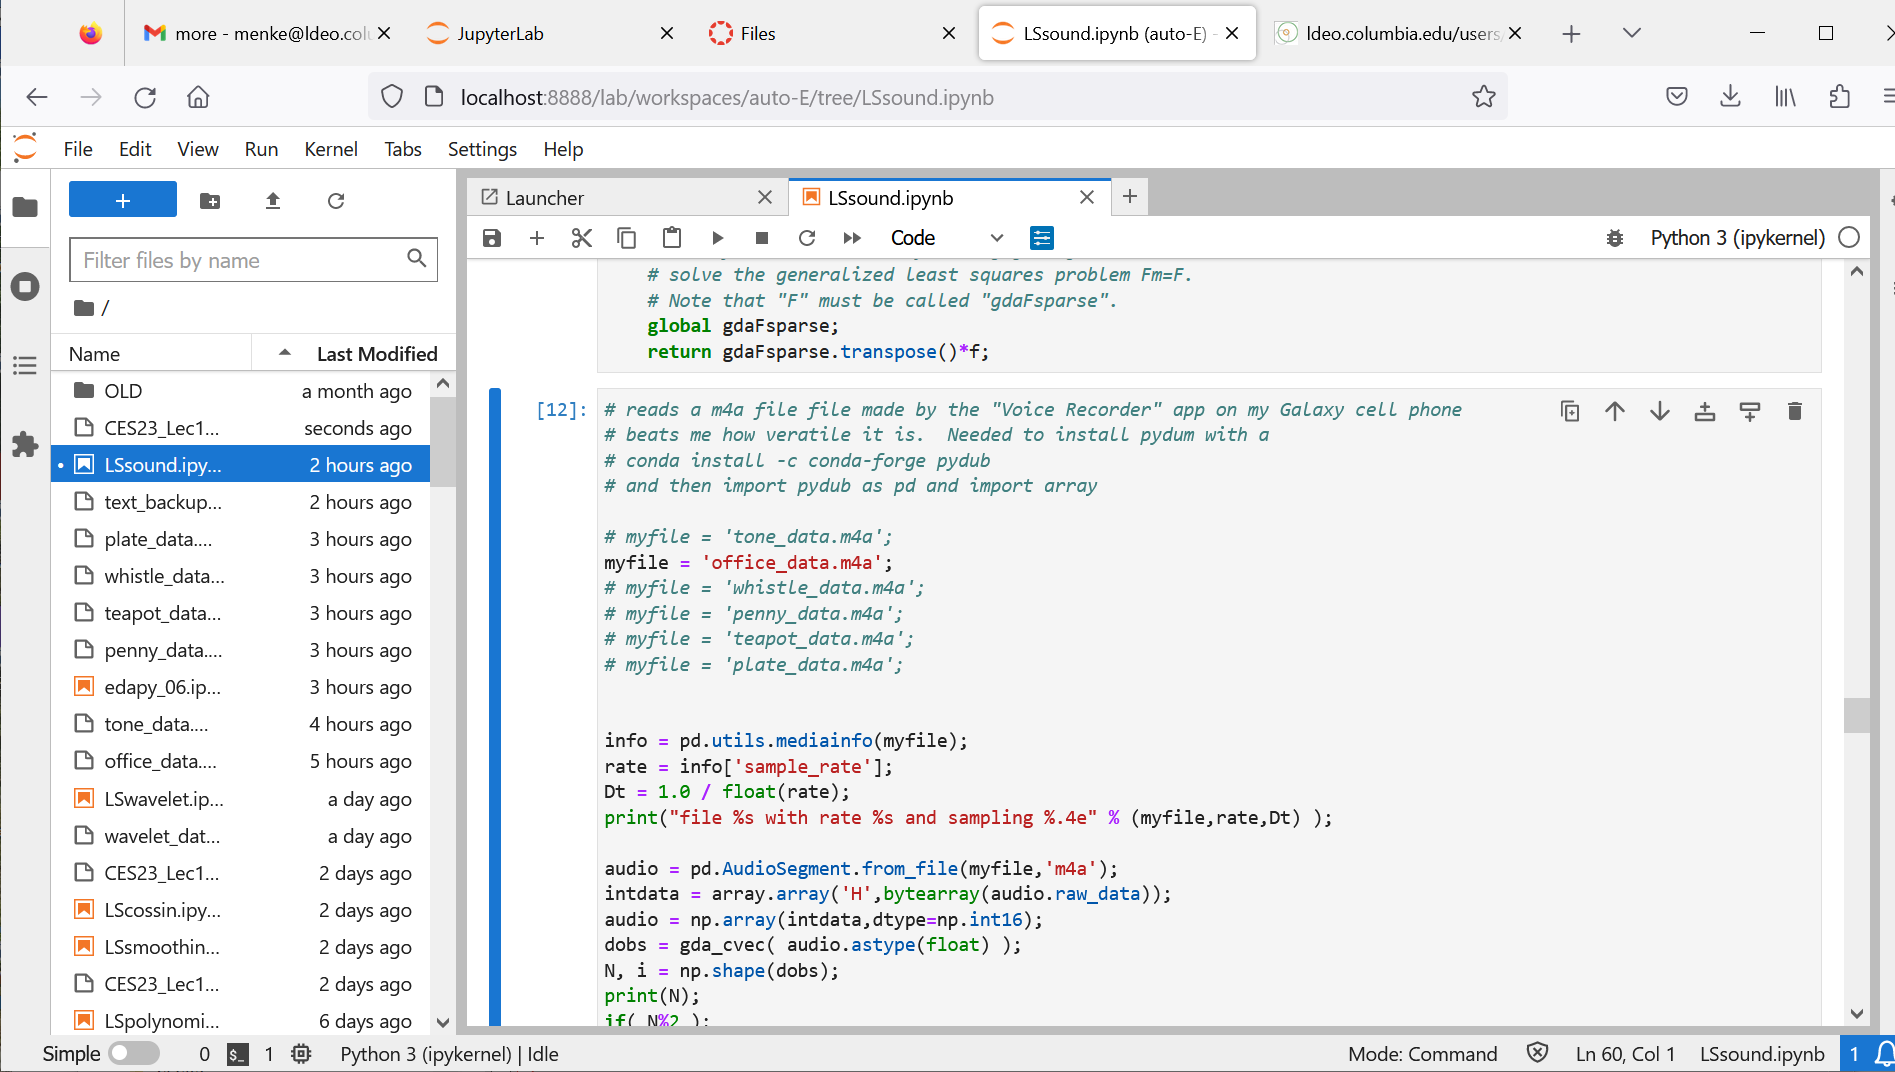 more - menke@ldeo.colu
JupyterLab
Files
LSsound.ipynb (auto-E) -
ldeo.columbia.edu/users/
localhost:8888/lab/workspaces/auto-E/tree/LSsound.ipynb
File Edit View Run Kernel Tabs Settings Help
Filter files by name
/
Name Last Modified
OLD a month ago
CES23_Lec1... seconds ago
LSsound.ipy... 2 hours ago
text_backup... 2 hours ago
plate_data.... 3 hours ago
whistle_data... 3 hours ago
teapot_data... 3 hours ago
penny_data.... 3 hours ago
edapy_06.ip... 3 hours ago
tone_data.... 4 hours ago
office_data.... 5 hours ago
LSwavelet.ip... a day ago
wavelet_dat... a day ago
CES23_Lec1... 2 days ago
LScossin.ipy... 2 days ago
LSsmoothin... 2 days ago
CES23_Lec1... 2 days ago
LSpolynomi... 6 days ago
Launcher
LSsound.ipynb
Code
Python 3 (ipykernel)
# solve the generalized least squares problem Fm=F.
# Note that "F" must be called "gdaFsparse".
global gdaFsparse;
return gdaFsparse.transpose()*f;
[12]:
# reads a m4a file file made by the "Voice Recorder" app on my Galaxy cell phone
# beats me how veratile it is.  Needed to install pydum with a
# conda install -c conda-forge pydub
# and then import pydub as pd and import array
# myfile = 'tone_data.m4a';
myfile = 'office_data.m4a';
# myfile = 'whistle_data.m4a';
# myfile = 'penny_data.m4a';
# myfile = 'teapot_data.m4a';
# myfile = 'plate_data.m4a';
info = pd.utils.mediainfo(myfile);
rate = info['sample_rate'];
Dt = 1.0 / float(rate);
print("file %s with rate %s and sampling %.4e" % (myfile,rate,Dt) );
audio = pd.AudioSegment.from_file(myfile,'m4a');
intdata = array.array('H',bytearray(audio.raw_data));
audio = np.array(intdata,dtype=np.int16);
dobs = gda_cvec( audio.astype(float) );
N, i = np.shape(dobs);
print(N);
if( N%2 ):
Simple 0 $_ 1 Python 3 (ipykernel) | Idle
Mode: Command Ln 60, Col 1 LSsound.ipynb 1